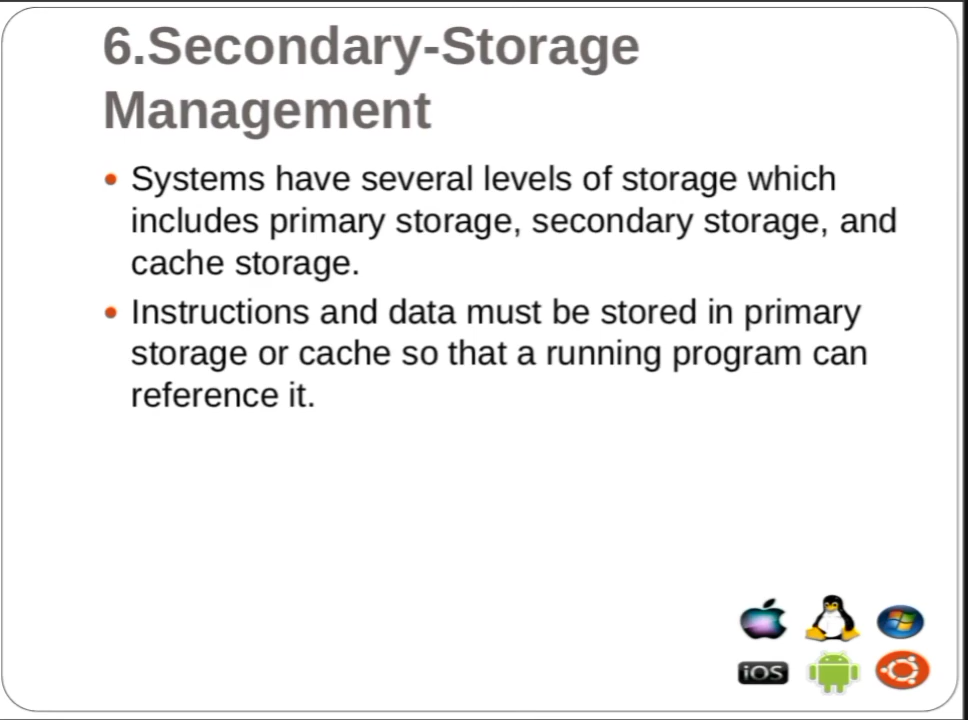 6.Secondary-Storage
Management
• Systems have several levels of storage which
includes primary storage, secondary storage, and
cache storage.
• Instructions and data must be stored in primary
storage or cache so that a running program can
reference it.
iOS